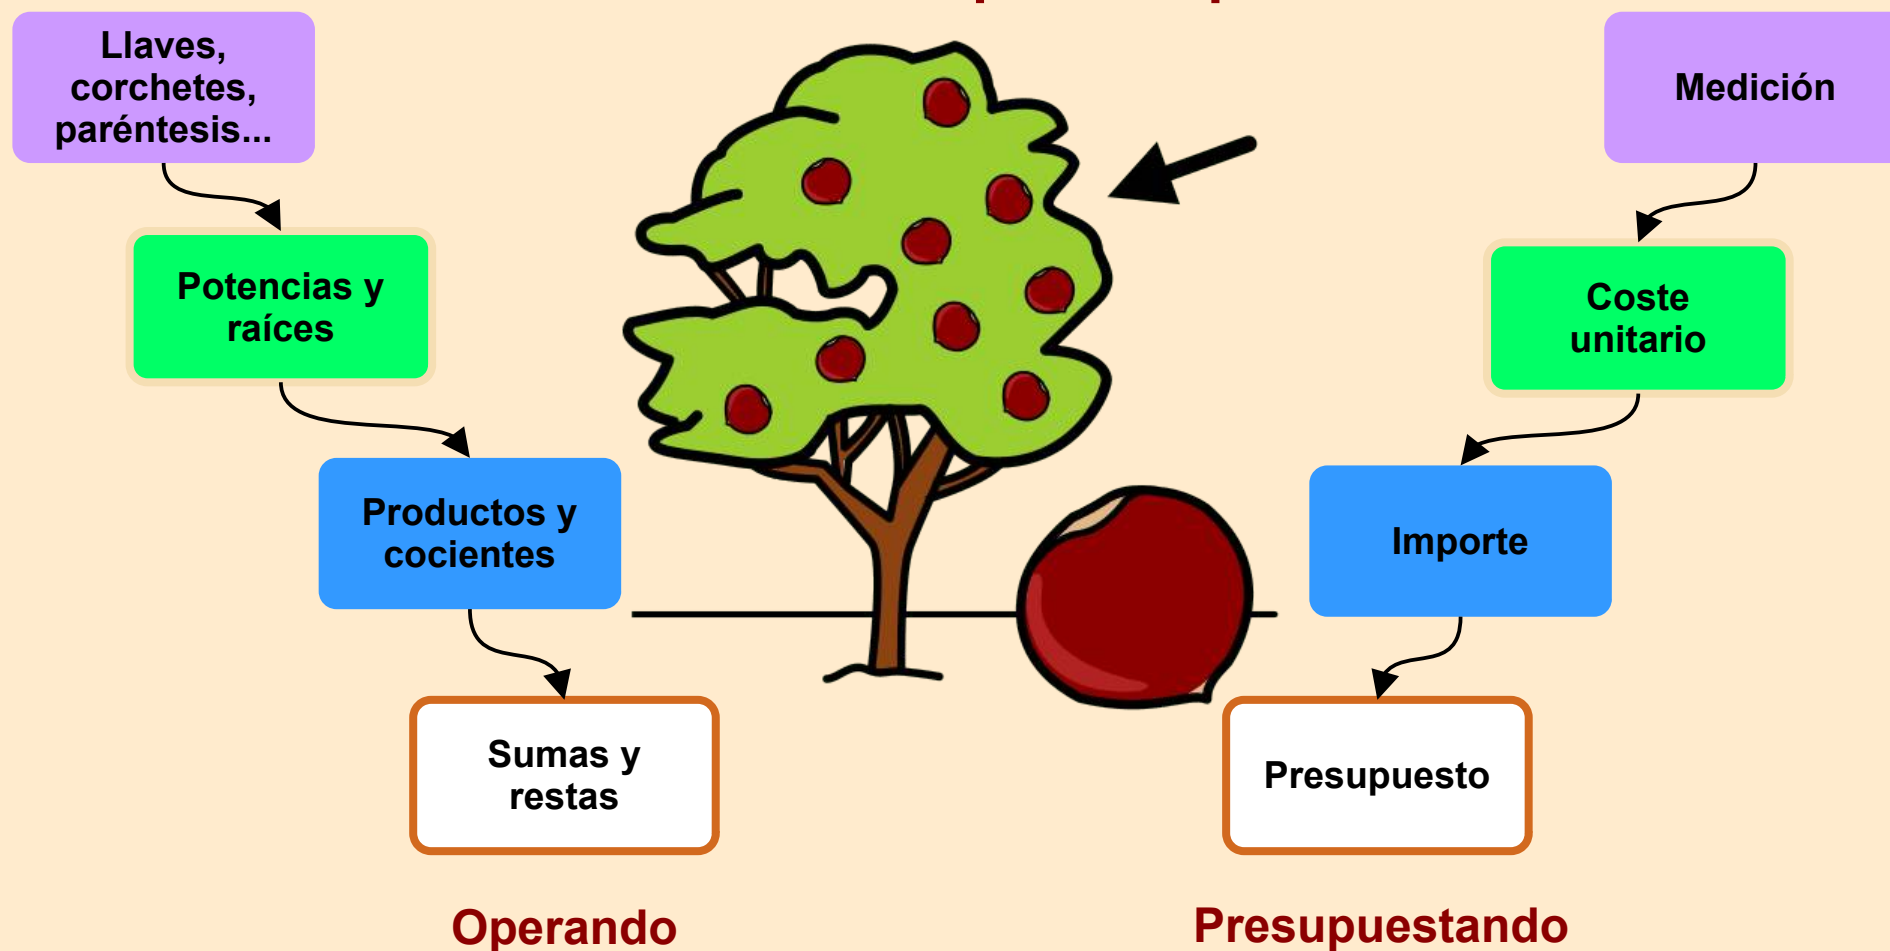 Llaves,
corchetes,
paréntesis...
Potencias y
raíces
Productos y
cocientes
Sumas y
restas
Operando
Medición
Coste
unitario
Importe
Presupuesto
Presupuestando